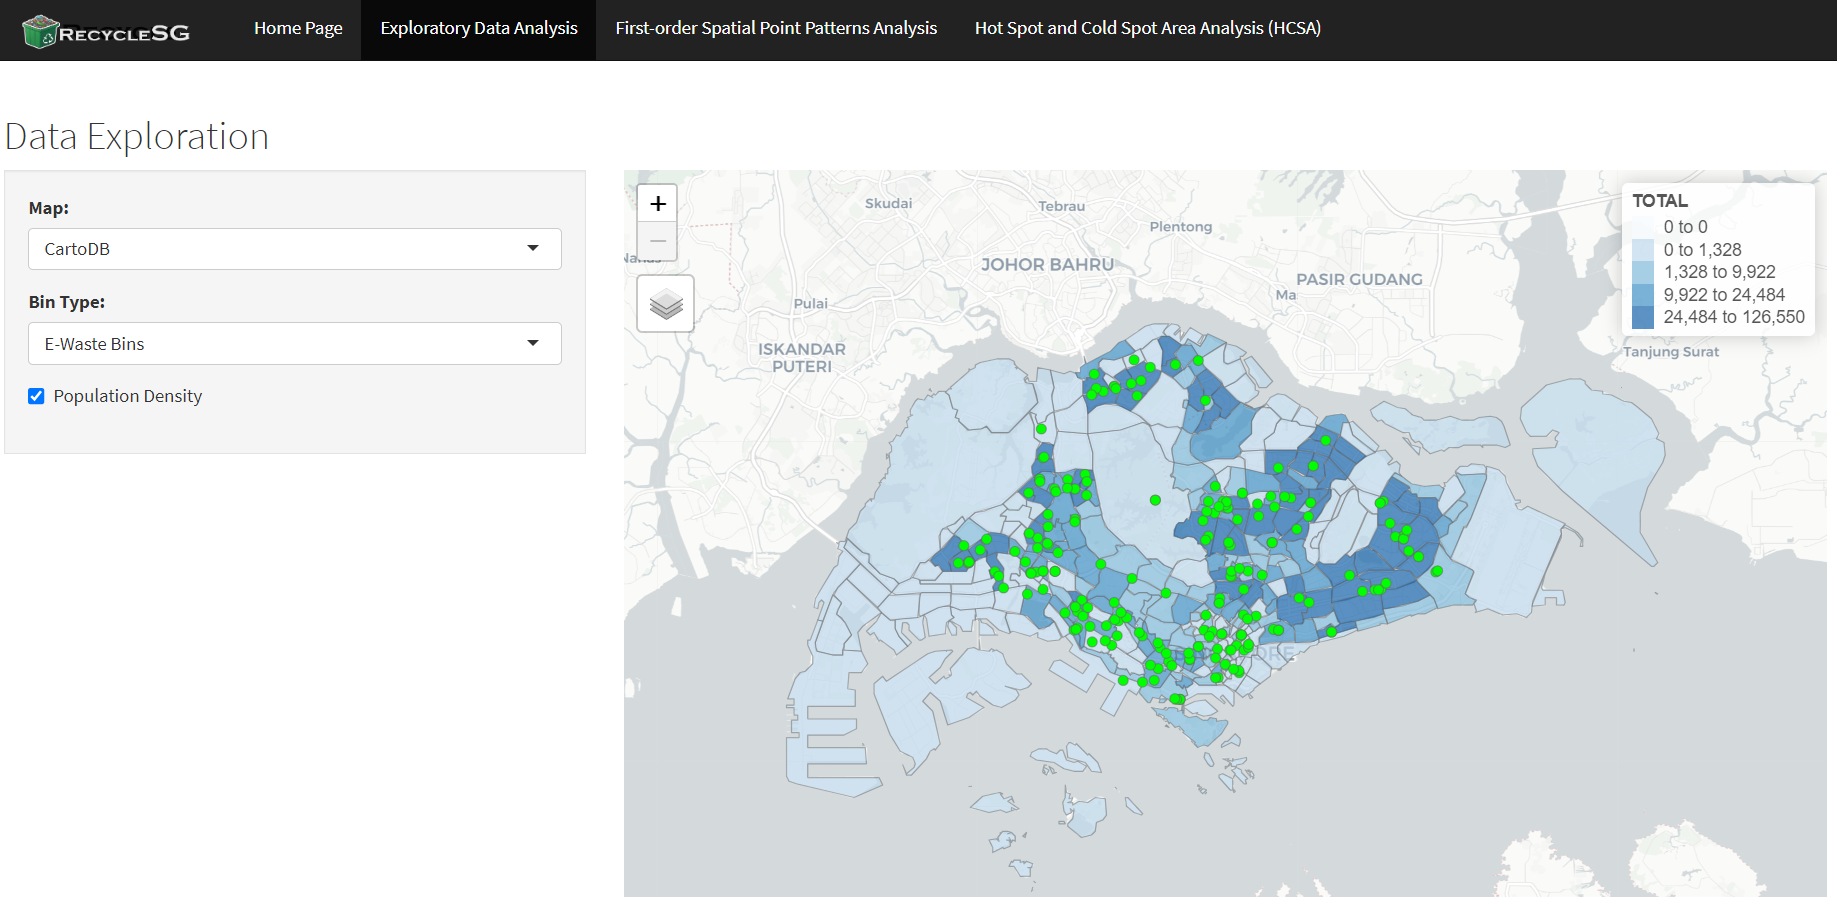 RECYCLESG
Home Page
Exploratory Data Analysis
First-order Spatial Point Patterns Analysis
Hot Spot and Cold Spot Area Analysis (HCSA)
Data Exploration
Map:
CartoDB
Bin Type:
E-Waste Bins
Population Density
+
−
Skudai
Tebrau
Plentong
JOHOR BAHRU
PASIR GUDANG
Ma
Pulai
ISKANDAR
PUTERI
Tanjung Surat
TOTAL
0 to 0
0 to 1,328
1,328 to 9,922
9,922 to 24,484
24,484 to 126,550